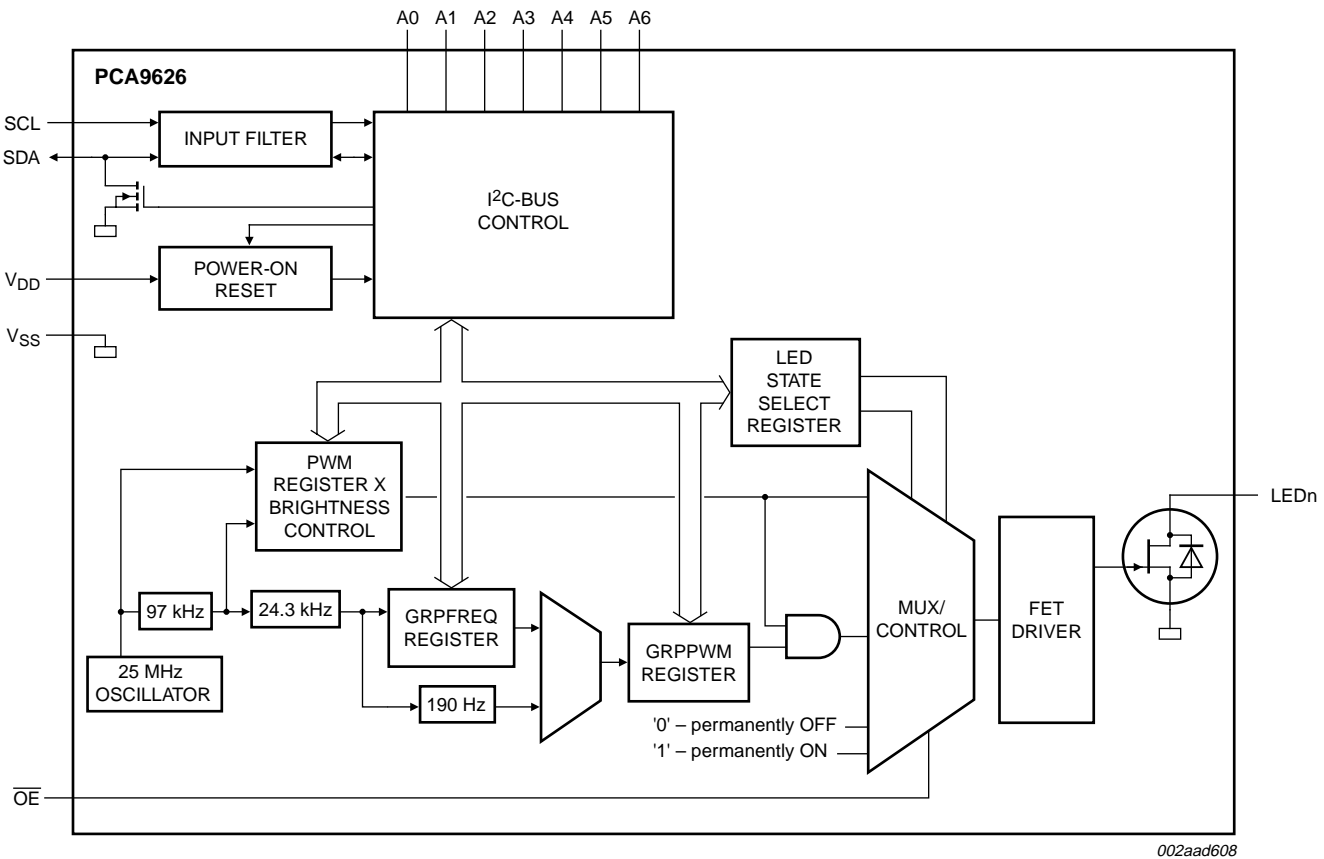 A0 A1 A2 A3 A4 A5 A6
PCA9626
SCL
SDA
INPUT FILTER
I²C-BUS
CONTROL
POWER-ON
RESET
VDD
VSS
LED
STATE
SELECT
REGISTER
PWM
REGISTER X
BRIGHTNESS
CONTROL
LEDn
97 kHz
24.3 kHz
GRPFREQ
REGISTER
GRPPWM
REGISTER
MUX/
CONTROL
FET
DRIVER
25 MHz
OSCILLATOR
190 Hz
'0' – permanently OFF
'1' – permanently ON
O̅E̅
002aad608